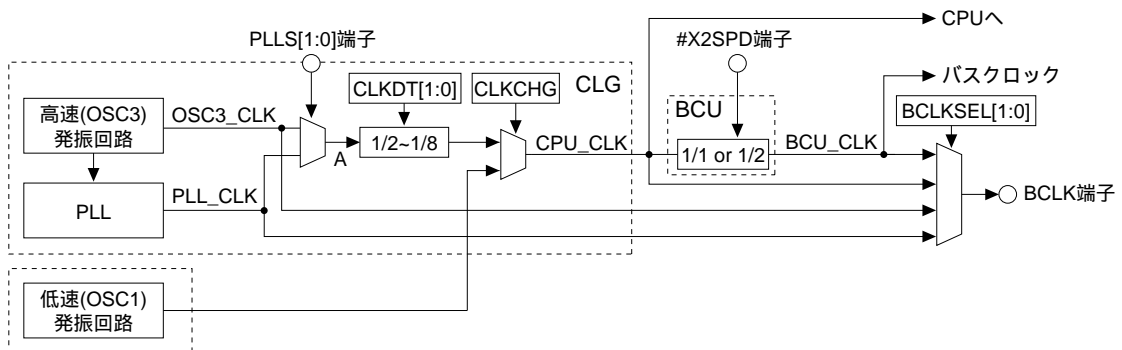 CPUへ
PLLS[1:0]端子
#X2SPD端子
CLKDT[1:0]
CLKCHG
CLG
バスクロック
BCU
BCLKSEL[1:0]
高速(OSC3)
発振回路
OSC3_CLK
A
1/2~1/8
CPU_CLK
1/1 or 1/2
BCU_CLK
PLL
PLL_CLK
BCLK端子
低速(OSC1)
発振回路